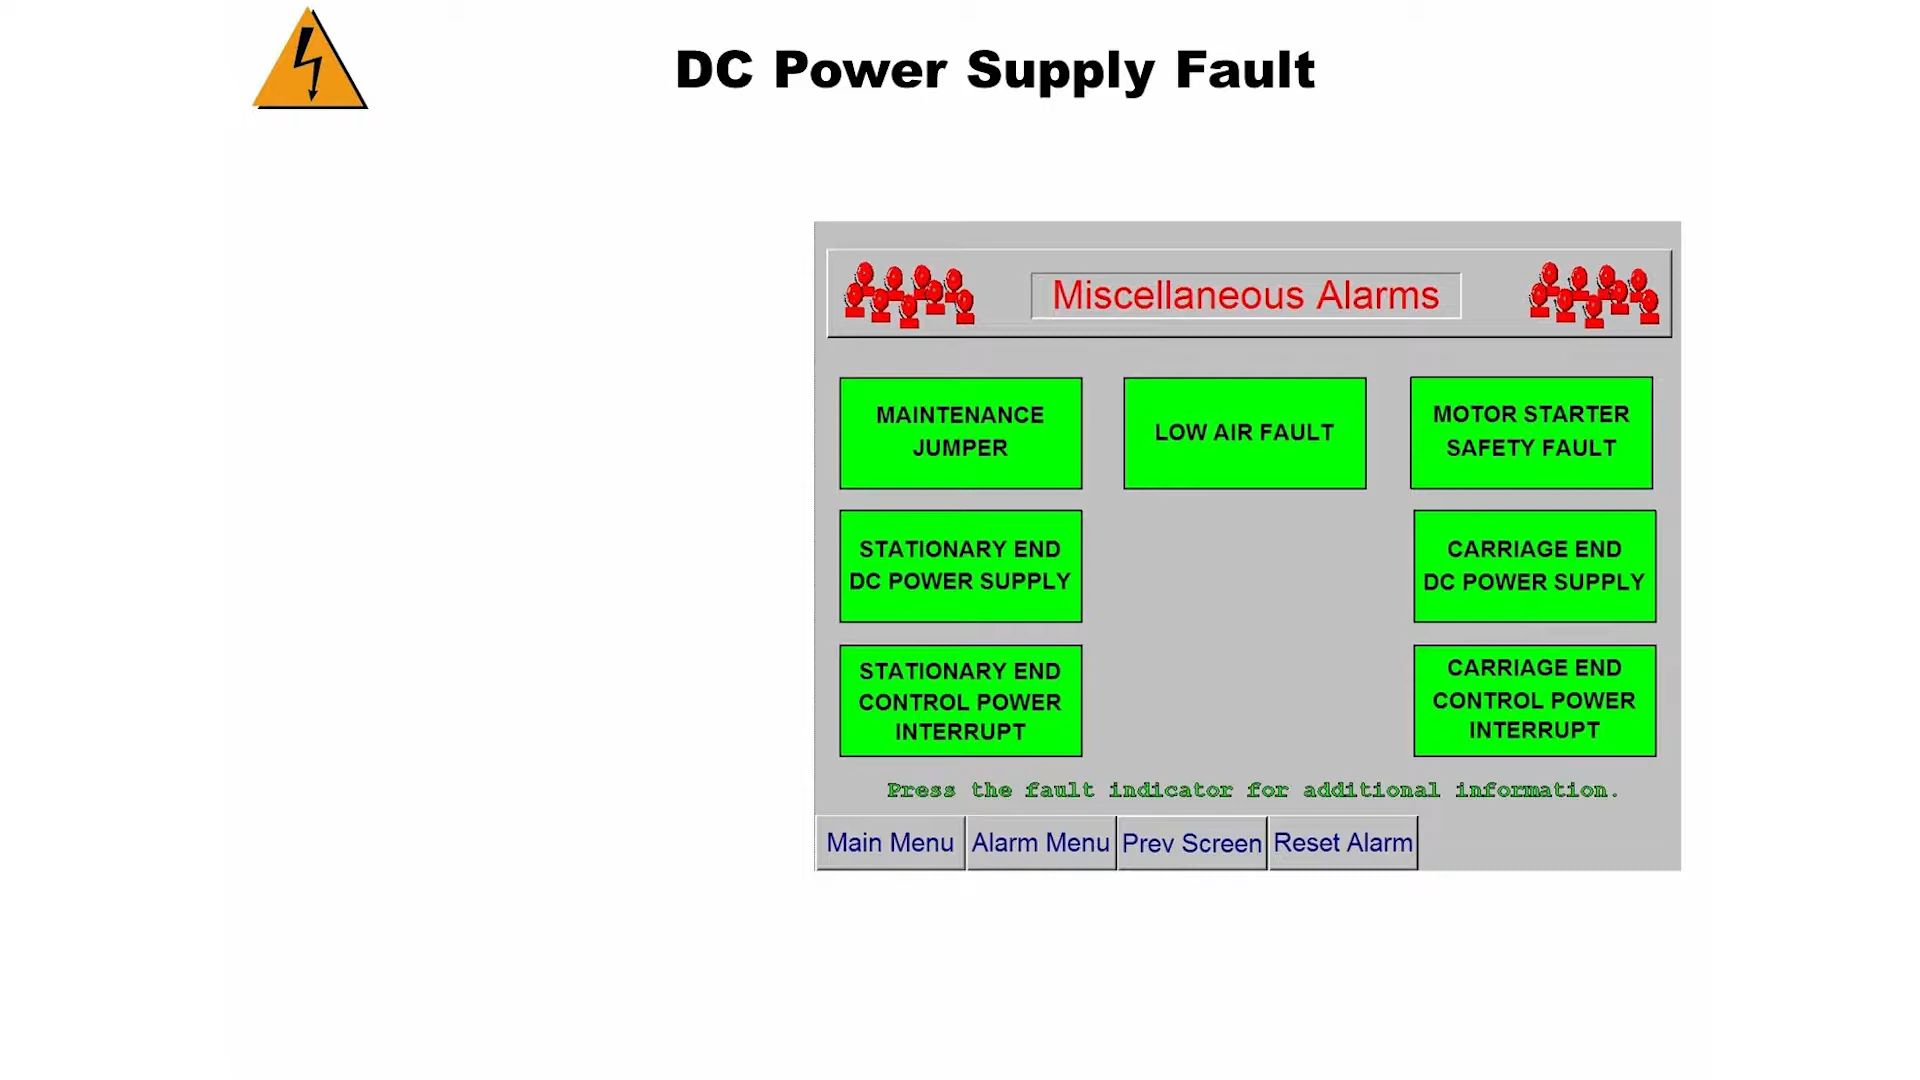 DC Power Supply Fault
Miscellaneous Alarms
MAINTENANCE
JUMPER
LOW AIR FAULT
MOTOR STARTER
SAFETY FAULT
STATIONARY END
DC POWER SUPPLY
CARRIAGE END
DC POWER SUPPLY
STATIONARY END
CONTROL POWER
INTERRUPT
CARRIAGE END
CONTROL POWER
INTERRUPT
Press the fault indicator for additional information.
Main Menu
Alarm Menu
Prev Screen
Reset Alarm